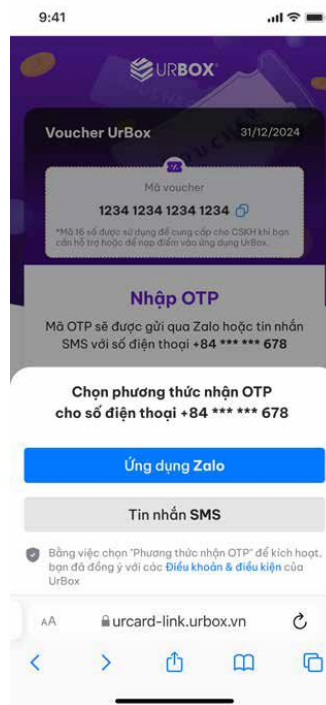 9:41
URBOX
Voucher UrBox 31/12/2024
Mã voucher
1234 1234 1234 1234
*Mã 16 số được sử dụng để cung cấp cho CSKH khi bạn
cần hỗ trợ hoặc để nạp điểm vào ứng dụng UrBox.
Nhập OTP
Mã OTP sẽ được gửi qua Zalo hoặc tin nhắn
SMS với số điện thoại +84 *** *** 678
Chọn phương thức nhận OTP
cho số điện thoại +84 *** *** 678
Ứng dụng Zalo
Tin nhắn SMS
Bằng việc chọn "Phương thức nhận OTP" để kích hoạt,
bạn đã đồng ý với các Điều khoản & điều kiện của
UrBox
AA urcard-link.urbox.vn